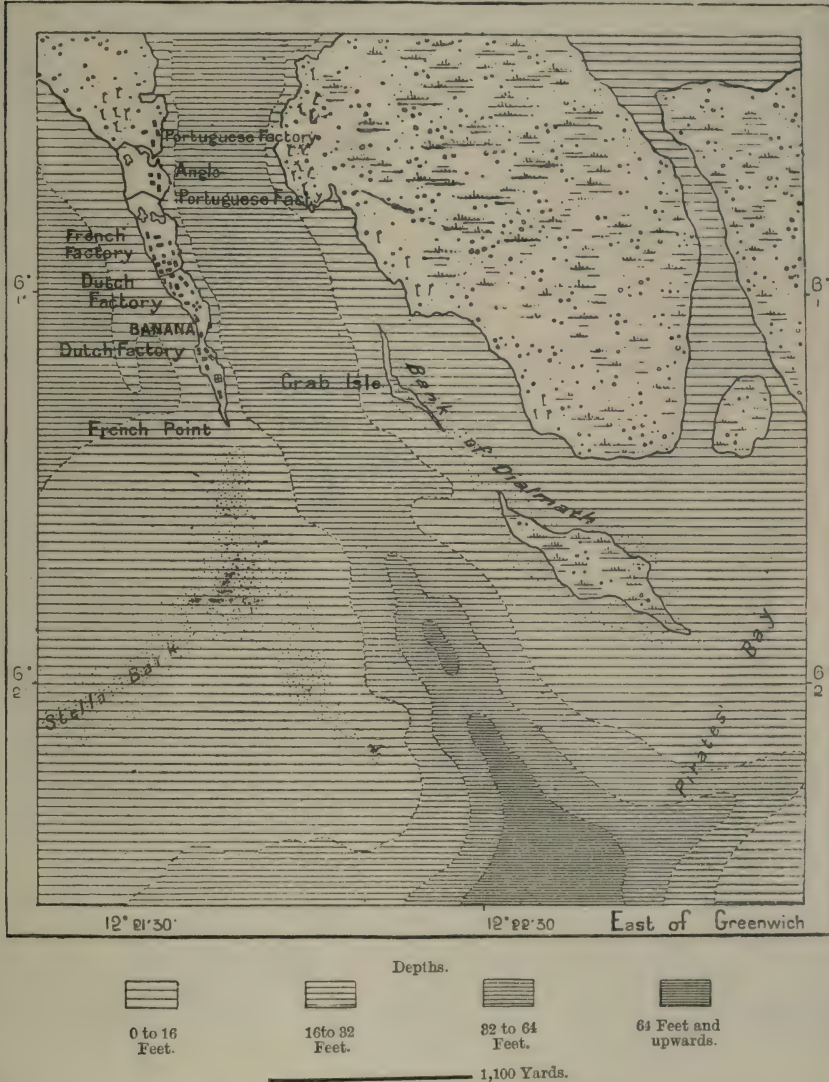 Portuguese Factory
Anglo
Portuguese Facty
French
Factory
Dutch
Factory
BANANA
Dutch Factory
French Point
Crab Isle
Bank of Dialmath
Stella Bank
Pirates' Bay
6°
1'
6°
1'
6°
2
6°
2
12° 21'30"
12° 22'30
East of Greenwich
Depths.
0 to 16
Feet.
16 to 32
Feet.
32 to 64
Feet.
64 Feet and
upwards.
1,100 Yards.